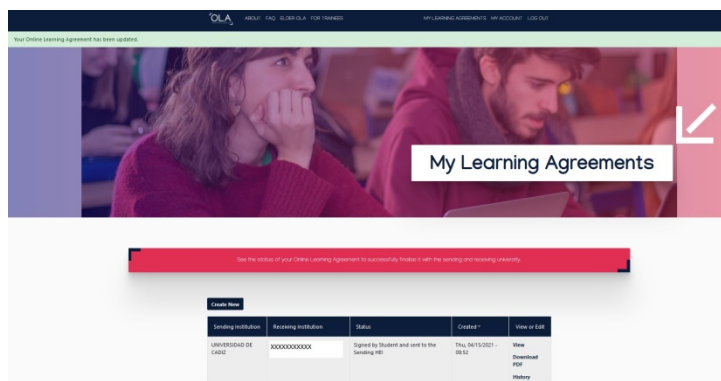 OLA ABOUT FAQ OLDER OLA FOR TRAINEES MY LEARNING AGREEMENTS MY ACCOUNT LOG OUT
Your Online Learning Agreement has been updated.
My Learning Agreements
See the status of your Online Learning Agreement to successfully finalise it with the sending and receiving university.
Create New
Sending Institution Receiving Institution Status Created View or Edit
UNIVERSIDAD DE CADIZ
XXXXXXXXXXX
Signed by Student and sent to the
Sending HEI
Thu, 04/15/2021 -
08:52
View
Download
PDF
History